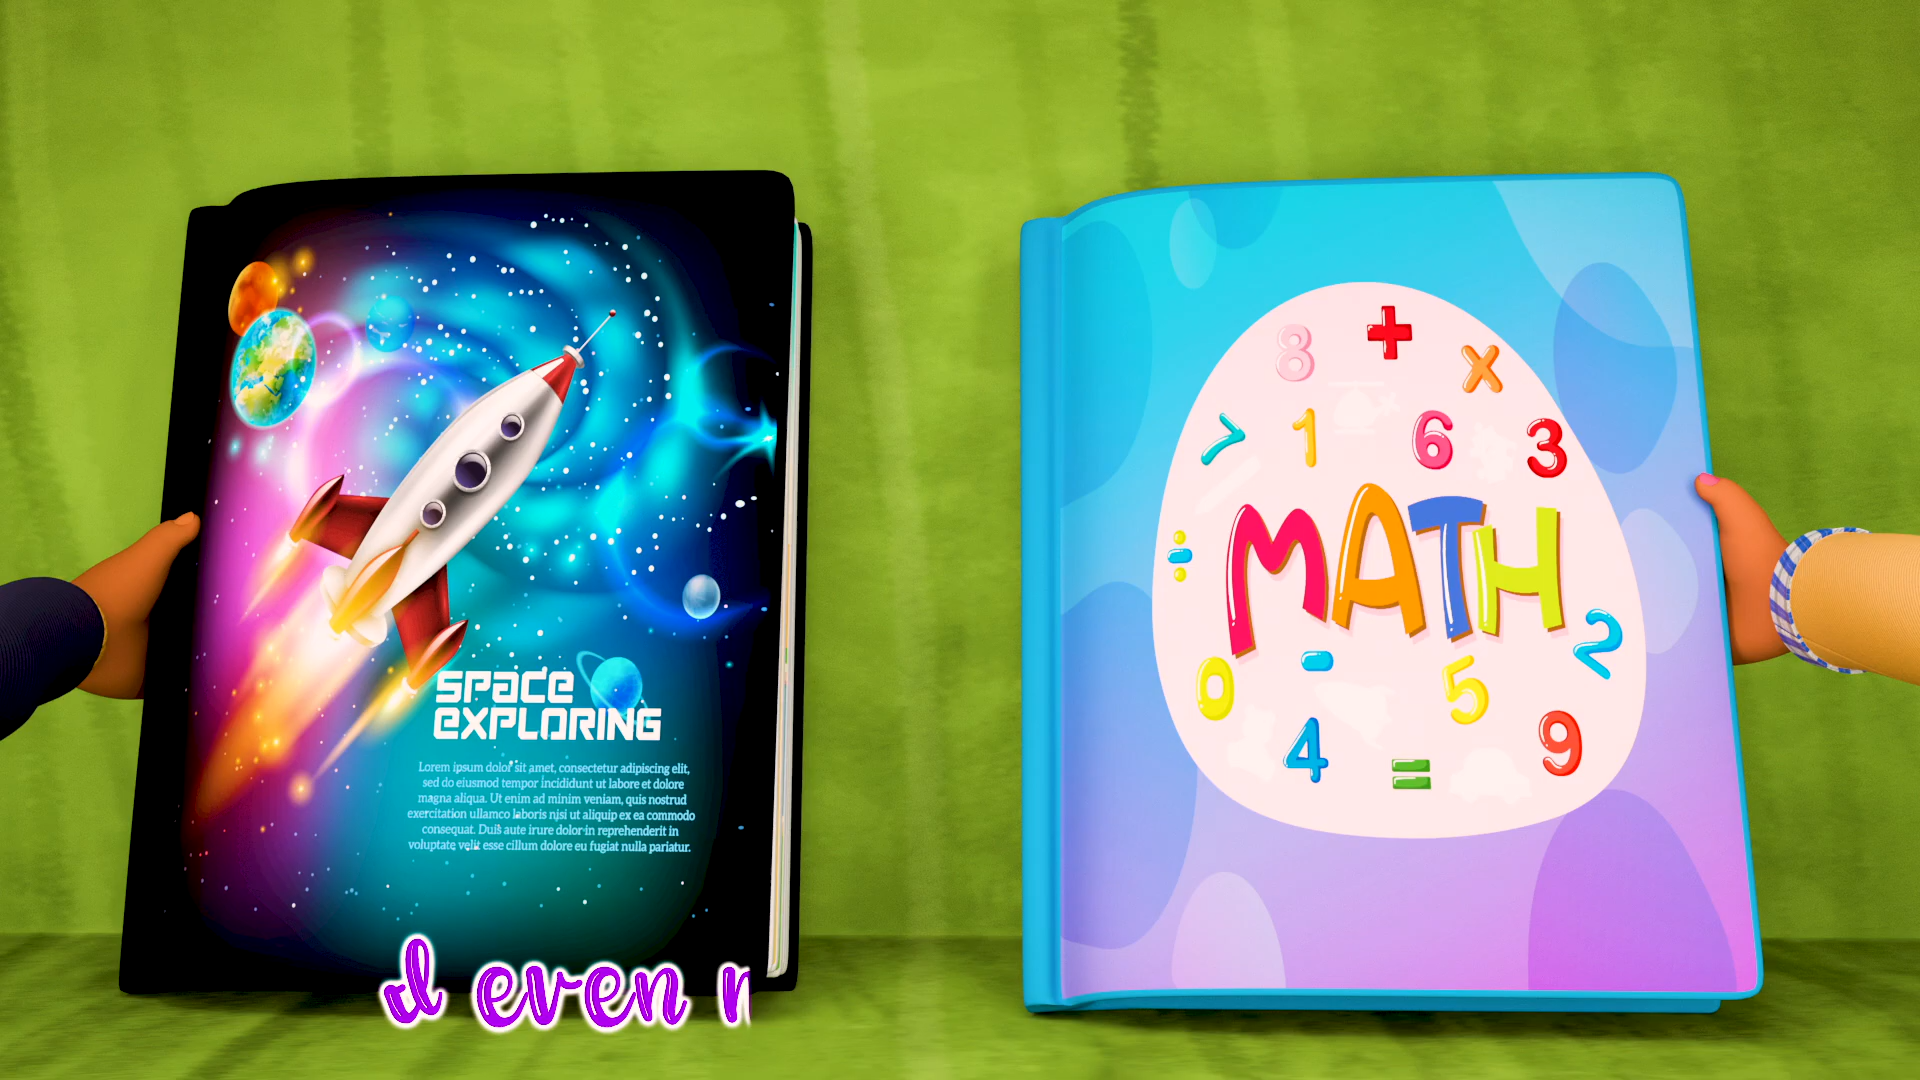 SPACE
EXPLORING
Lorem ipsum dolor sit amet, consectetur adipiscing elit,
sed do eiusmod tempor incididunt ut labore et dolore
magna aliqua. Ut enim ad minim veniam, quis nostrud
exercitation ullamco laboris nisi ut aliquip ex ea commodo
consequat. Duis aute irure dolor in reprehenderit in
voluptate velit esse cillum dolore eu fugiat nulla pariatur.
even
8 + x
7 1 6 3
÷ MATH
0 - 5 2
4 = 9